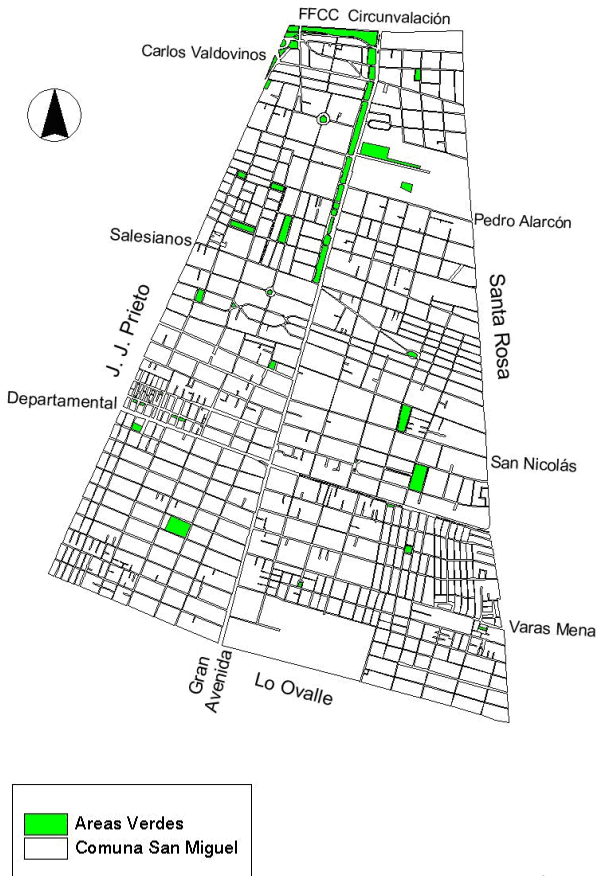 FFCC Circunvalación
Carlos Valdovinos
Pedro Alarcón
Salesianos
Santa Rosa
J. J. Prieto
Departamental
San Nicolás
Varas Mena
Gran
Avenida
Lo Ovalle
Areas Verdes
Comuna San Miguel